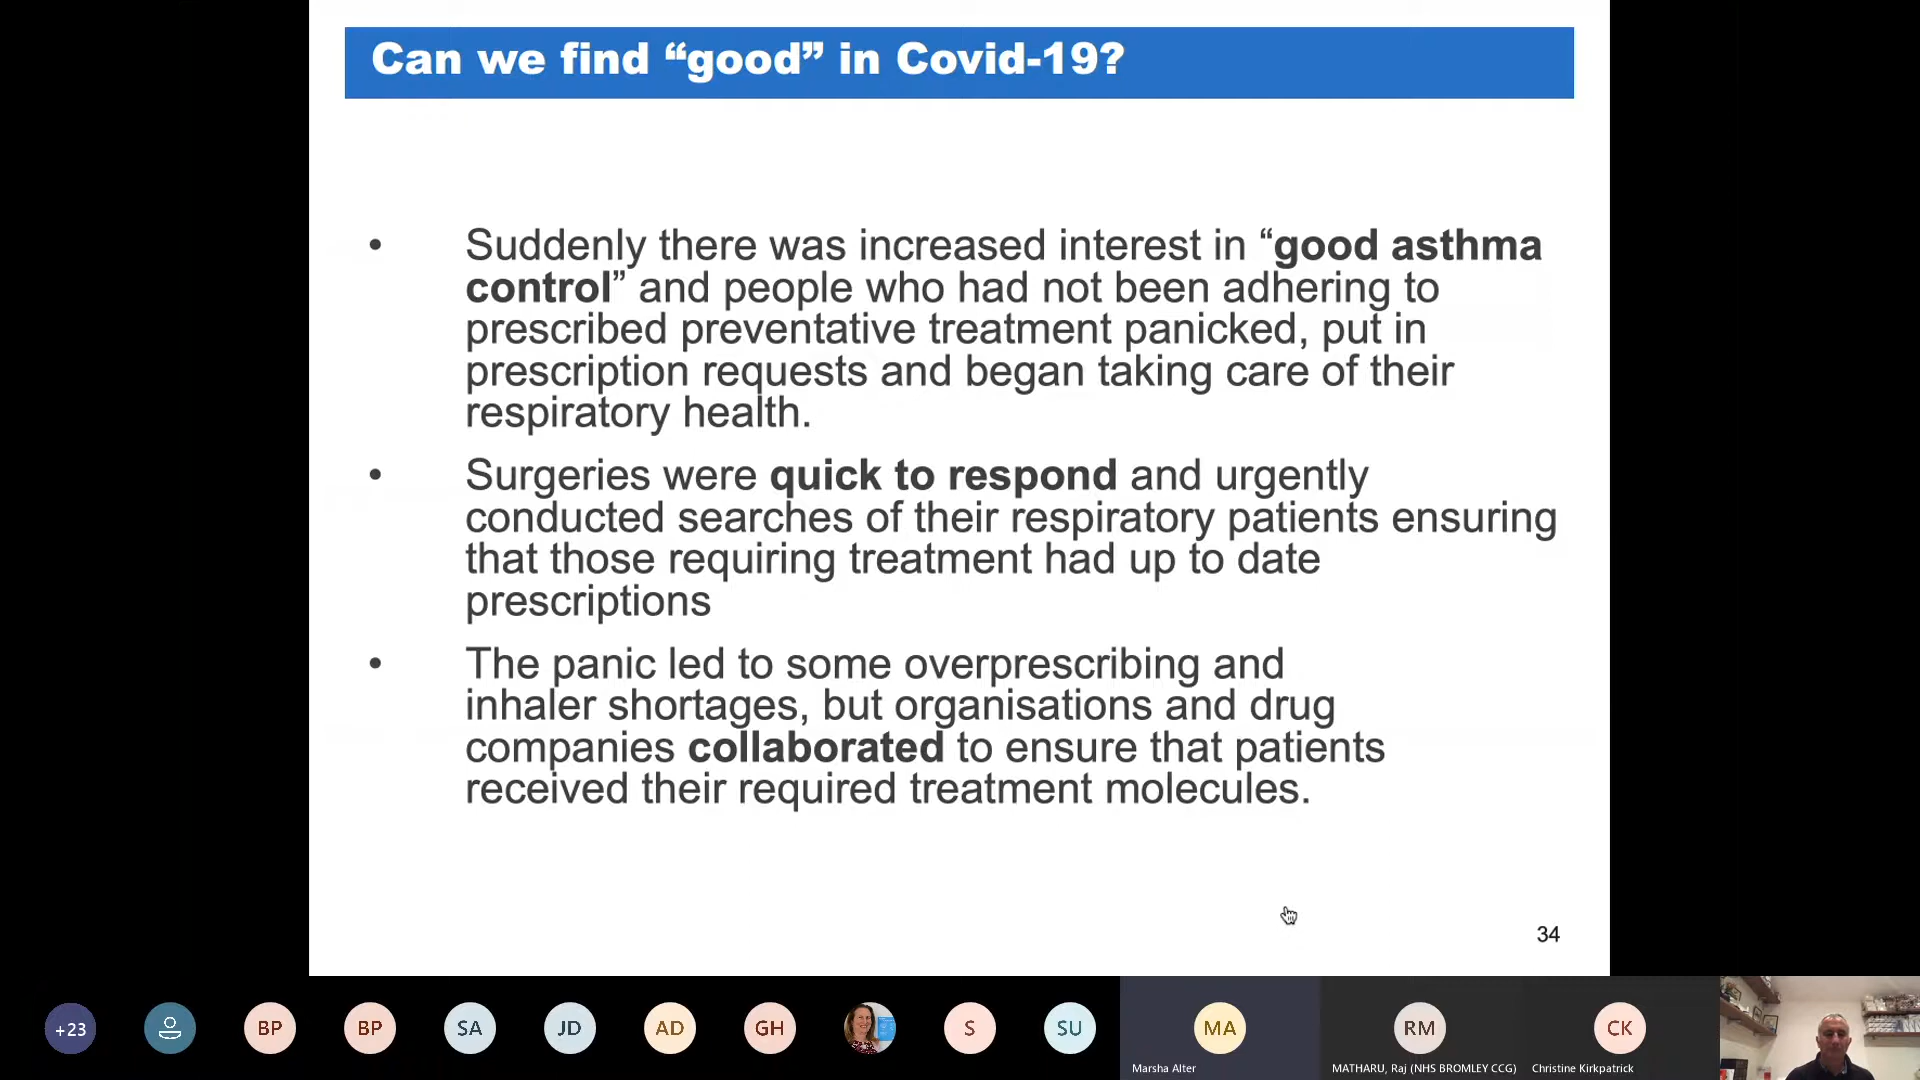 Can we find “good” in Covid-19?
• Suddenly there was increased interest in “good asthma
control” and people who had not been adhering to
prescribed preventative treatment panicked, put in
prescription requests and began taking care of their
respiratory health.
• Surgeries were quick to respond and urgently
conducted searches of their respiratory patients ensuring
that those requiring treatment had up to date
prescriptions
• The panic led to some overprescribing and
inhaler shortages, but organisations and drug
companies collaborated to ensure that patients
received their required treatment molecules.
34
+23 BP BP SA JD AD GH S SU MA RM CK
Marsha Alter MATHARU, Raj (NHS BROMLEY CCG) Christine Kirkpatrick